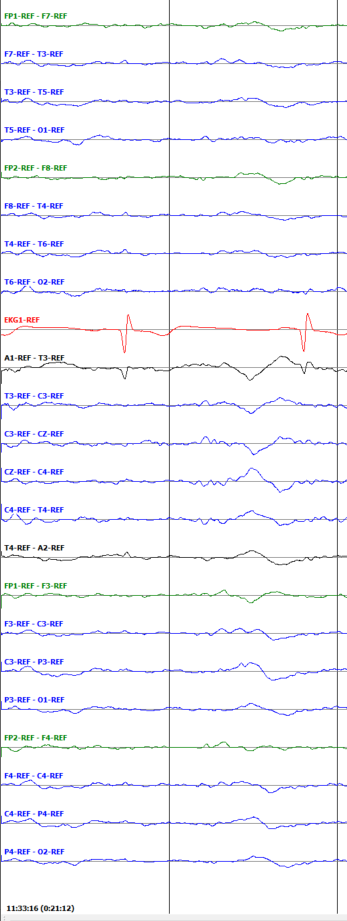 FP1-REF - F7-REF
F7-REF - T3-REF
T3-REF - T5-REF
T5-REF - O1-REF
FP2-REF - F8-REF
F8-REF - T4-REF
T4-REF - T6-REF
T6-REF - O2-REF
EKG1-REF
A1-REF - T3-REF
T3-REF - C3-REF
C3-REF - CZ-REF
CZ-REF - C4-REF
C4-REF - T4-REF
T4-REF - A2-REF
FP1-REF - F3-REF
F3-REF - C3-REF
C3-REF - P3-REF
P3-REF - O1-REF
FP2-REF - F4-REF
F4-REF - C4-REF
C4-REF - P4-REF
P4-REF - O2-REF
11:33:16 (0:21:12)